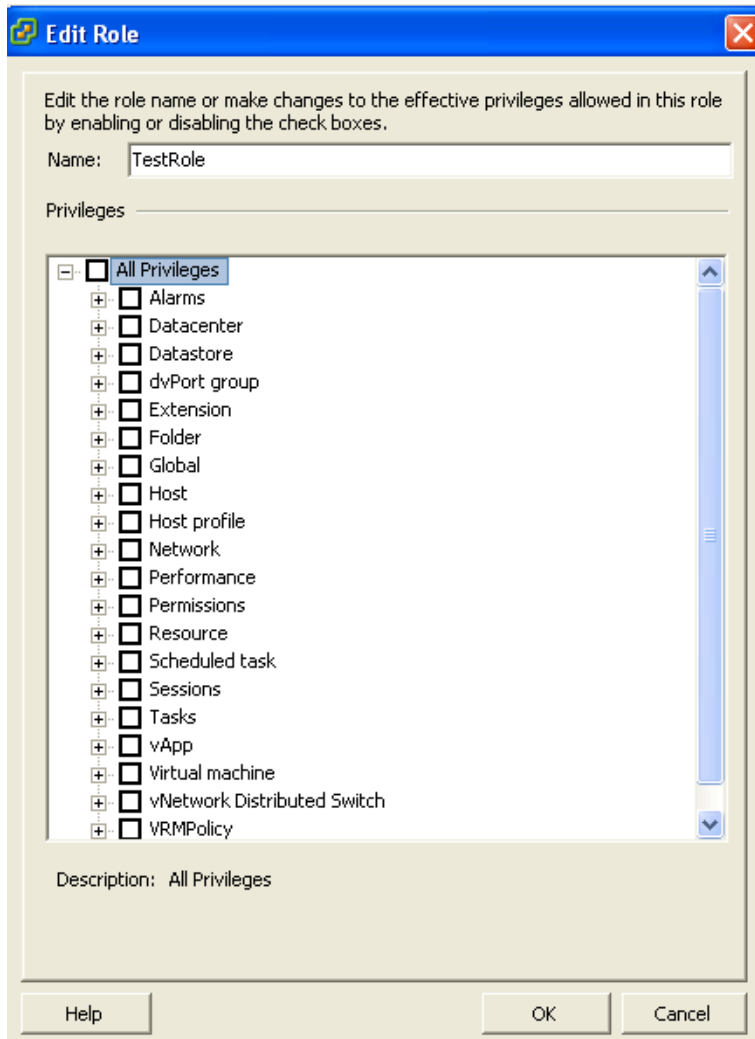 Edit Role
Edit the role name or make changes to the effective privileges allowed in this role
by enabling or disabling the check boxes.
Name: TestRole
Privileges
All Privileges
Alarms
Datacenter
Datastore
dvPort group
Extension
Folder
Global
Host
Host profile
Network
Performance
Permissions
Resource
Scheduled task
Sessions
Tasks
vApp
Virtual machine
vNetwork Distributed Switch
VRMPolicy
Description: All Privileges
Help OK Cancel